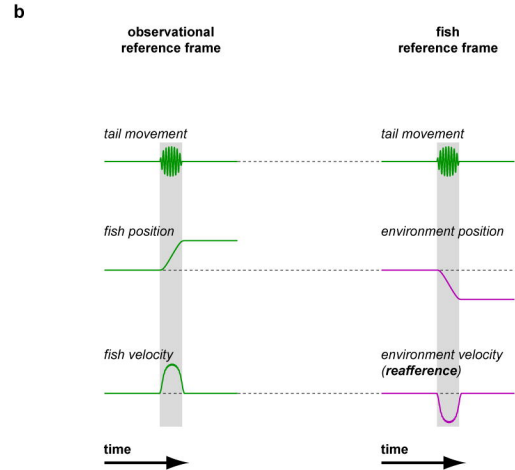 b
observational
reference frame
fish
reference frame
tail movement
tail movement
fish position
environment position
fish velocity
environment velocity
(reafference)
time
time